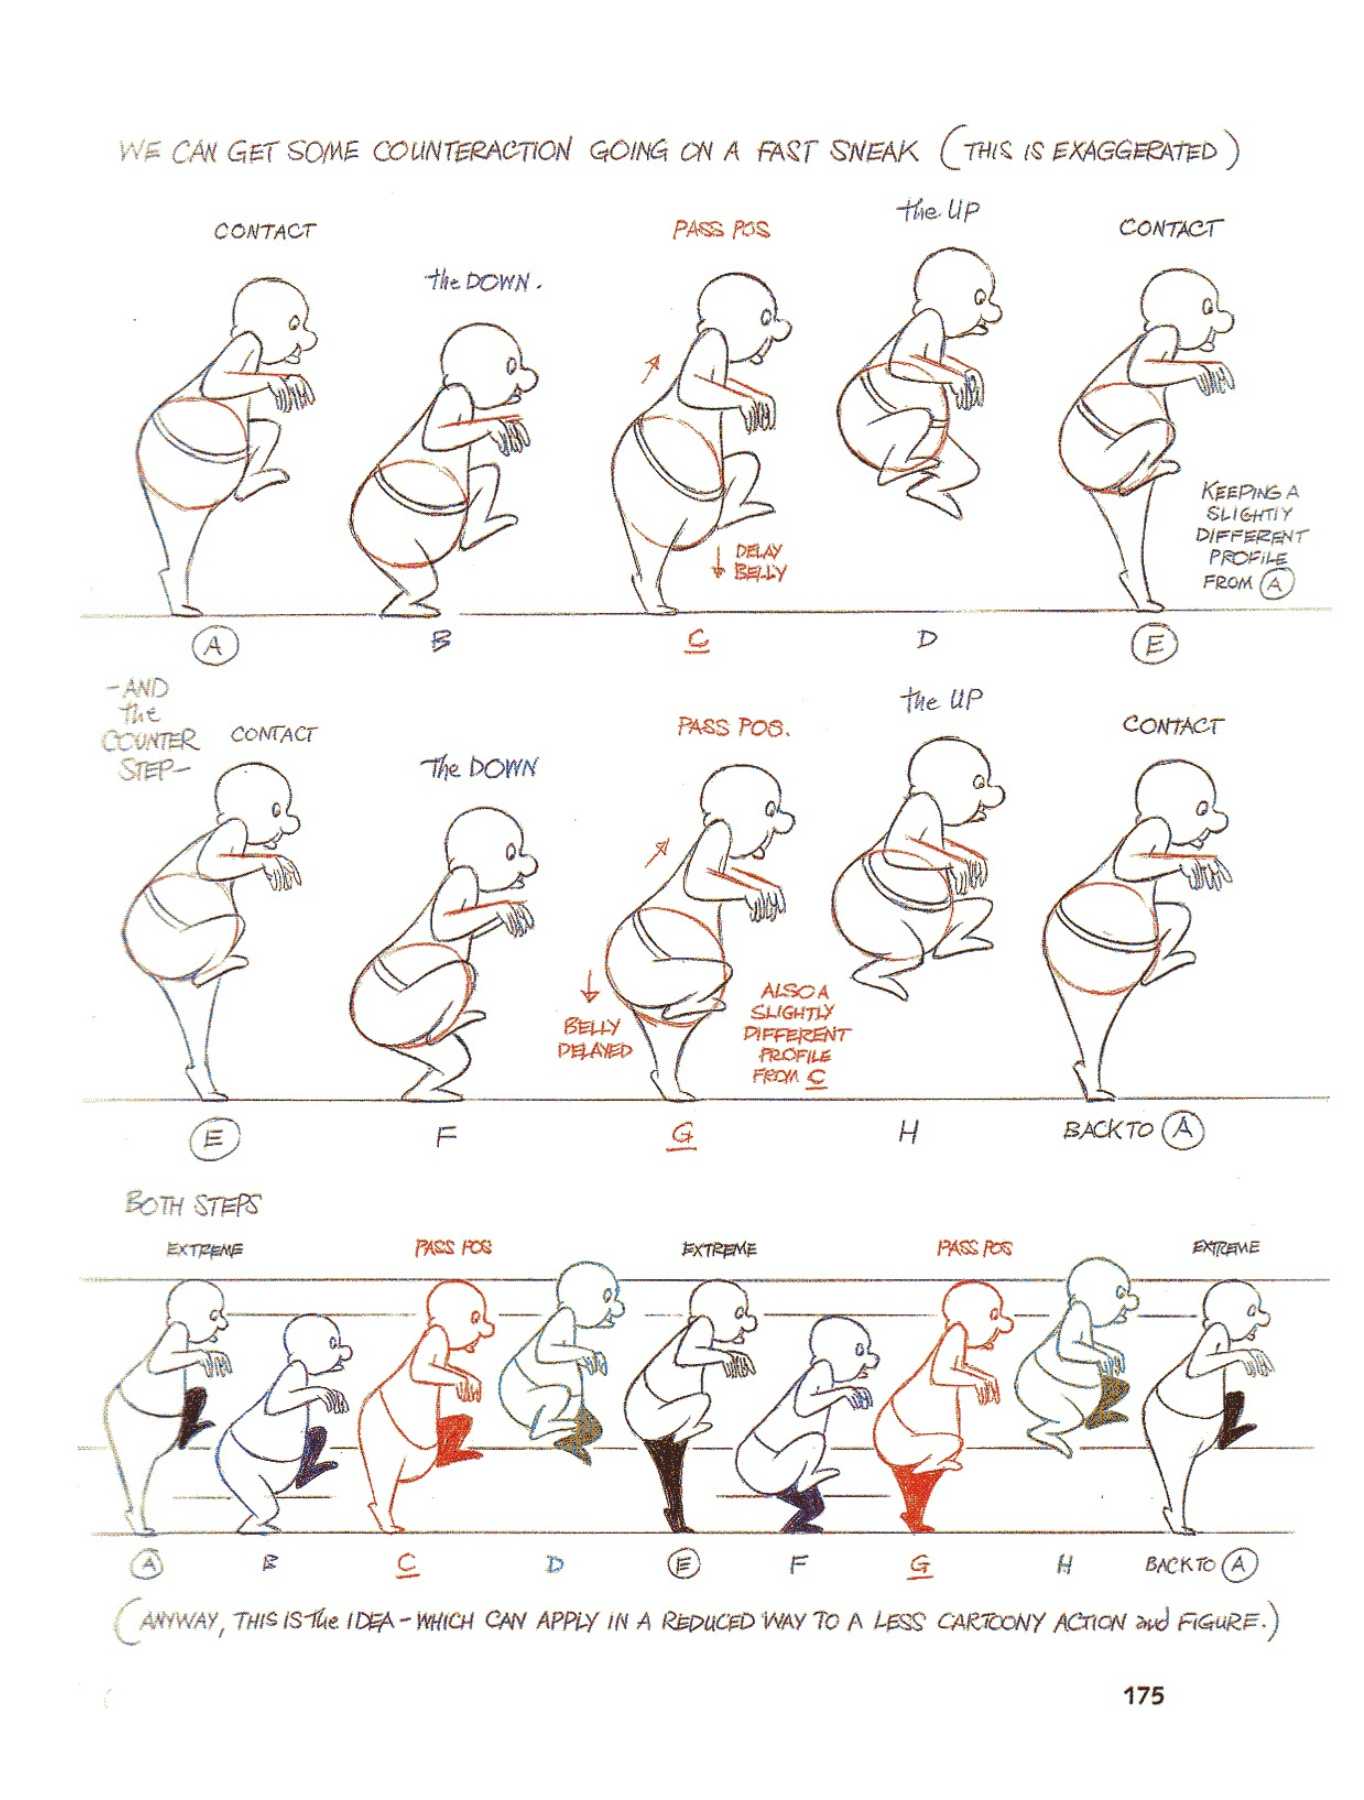 WE CAN GET SOME COUNTERACTION GOING ON A FAST SNEAK (THIS IS EXAGGERATED)
CONTACT
the DOWN.
PASS POS
the UP
CONTACT
DELAY
BELLY
KEEPING A
SLIGHTLY
DIFFERENT
PROFILE
FROM A
A B C D E
-AND
the
COUNTER
STEP-
CONTACT
the DOWN
PASS POS.
the UP
CONTACT
BELLY
DELAYED
ALSO A
SLIGHTLY
DIFFERENT
PROFILE
FROM C
E F G H BACK TO A
BOTH STEPS
EXTREME PASS POS EXTREME PASS POS EXTREME
A B C D E F G H BACK TO A
(ANYWAY, THIS IS the IDEA - WHICH CAN APPLY IN A REDUCED WAY TO A LESS CARTOONY ACTION and FIGURE.)
175